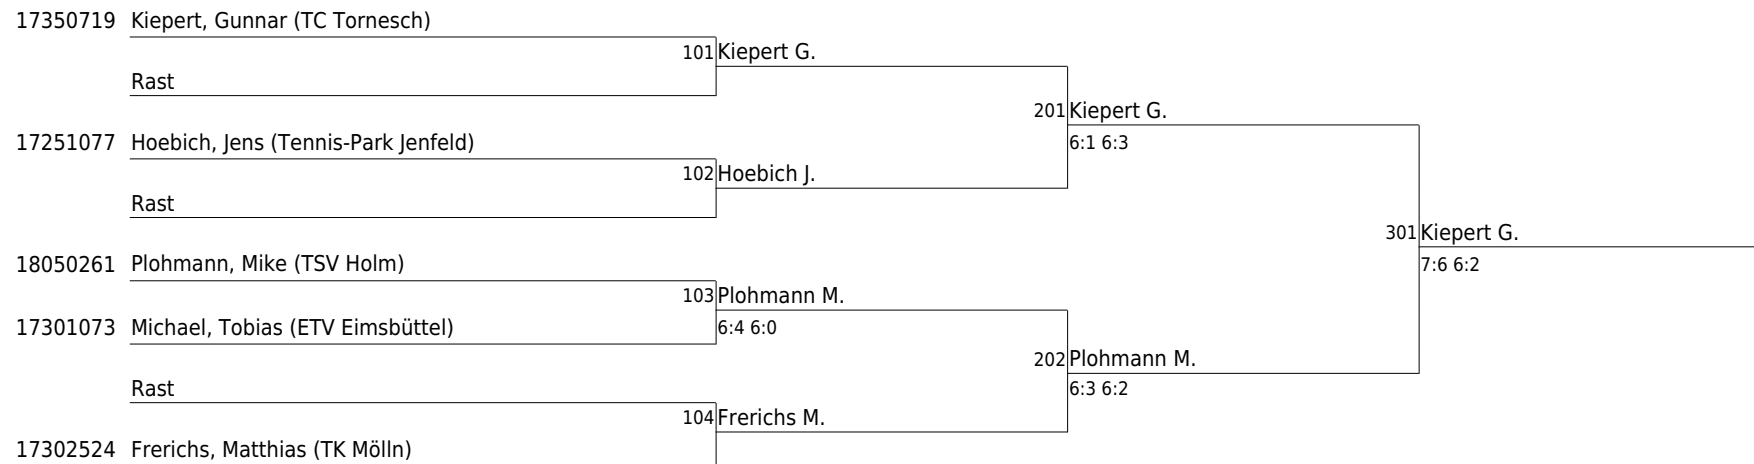 17350719 Kiepert, Gunnar (TC Tornesch)
101 Kiepert G.
Rast
201 Kiepert G.
17251077 Hoebich, Jens (Tennis-Park Jenfeld)
6:1 6:3
102 Hoebich J.
Rast
301 Kiepert G.
18050261 Plohmann, Mike (TSV Holm)
7:6 6:2
103 Plohmann M.
17301073 Michael, Tobias (ETV Eimsbüttel)
6:4 6:0
202 Plohmann M.
Rast
6:3 6:2
104 Frerichs M.
17302524 Frerichs, Matthias (TK Mölln)